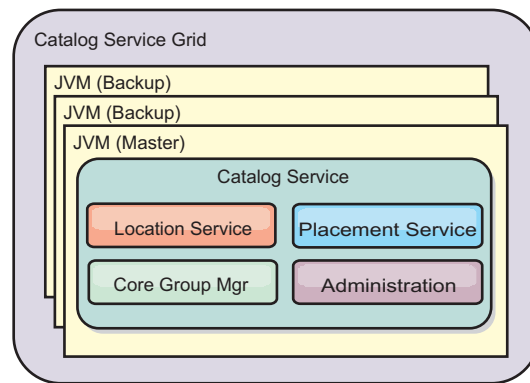 Catalog Service Grid
JVM (Backup)
JVM (Backup)
JVM (Master)
Catalog Service
Location Service
Placement Service
Core Group Mgr
Administration